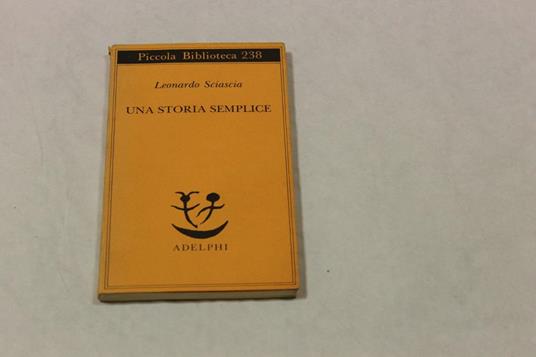 Piccola Biblioteca 238
Leonardo Sciascia
UNA STORIA SEMPLICE
ADELPHI